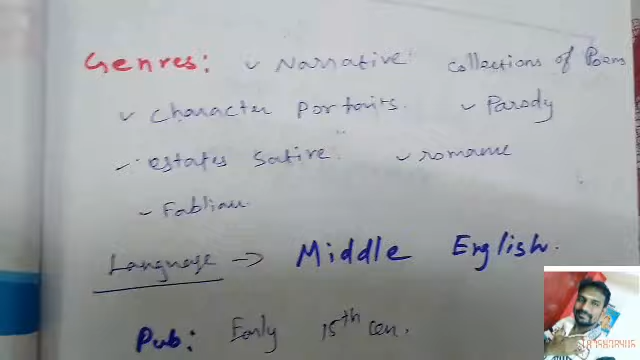 Genres: ✓ Narrative collections of Poems
✓ Character Portraits. ✓ Parody
✓ estates Satire ✓ romance
✓ Fabliau
Language → Middle English.
Pub: Early 15th cen.